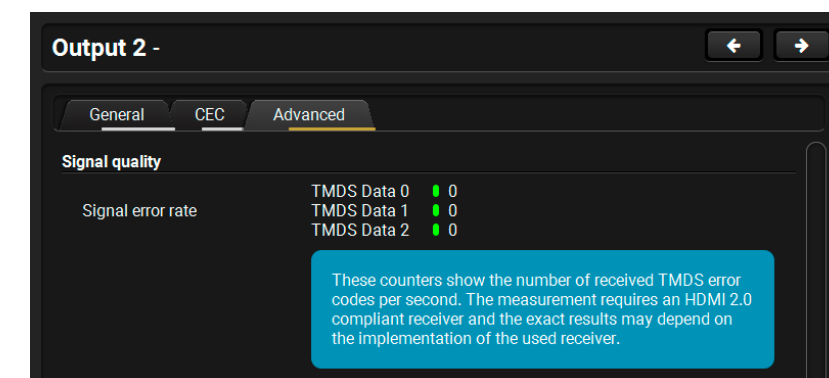 Output 2 -
General CEC Advanced
Signal quality
Signal error rate
TMDS Data 0 0
TMDS Data 1 0
TMDS Data 2 0
These counters show the number of received TMDS error
codes per second. The measurement requires an HDMI 2.0
compliant receiver and the exact results may depend on
the implementation of the used receiver.